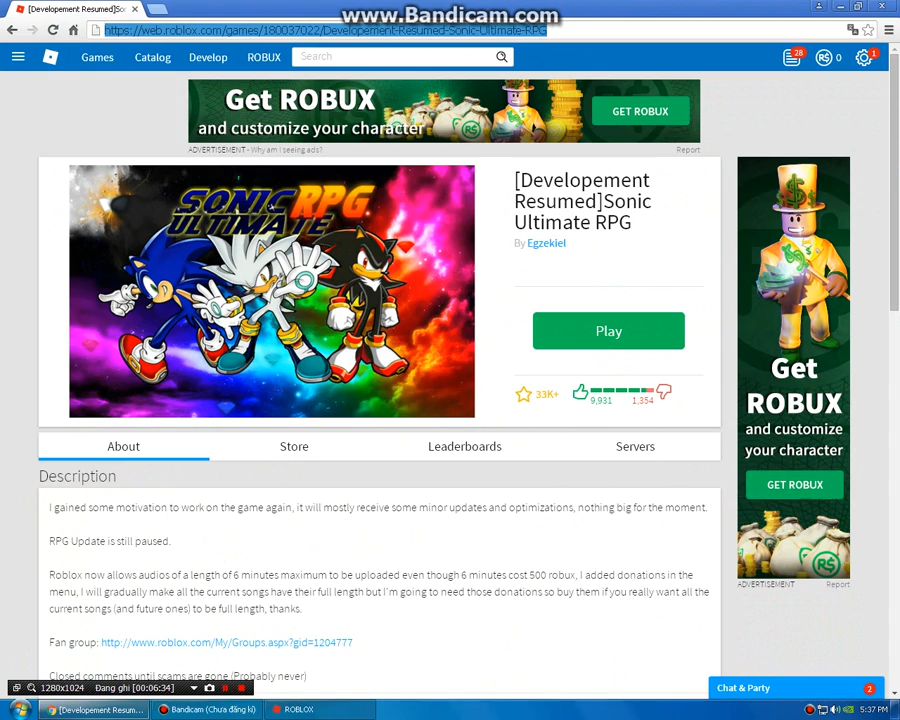 www.Bandicam.com
[Developement Resumed]So
https://web.roblox.com/games/180037022/Developement-Resumed-Sonic-Ultimate-RPG
Games Catalog Develop ROBUX Search 28 R$ 0 1
Get ROBUX
and customize your character
GET ROBUX
ADVERTISEMENT - Why am I seeing ads? Report
SONIC RPG
ULTIMATE
[Developement
Resumed]Sonic
Ultimate RPG
By Egzekiel
Play
33K+ 9,931 1,354
Get
ROBUX
and customize
your character
GET ROBUX
ADVERTISEMENT Report
About Store Leaderboards Servers
Description
I gained some motivation to work on the game again, it will mostly receive some minor updates and optimizations, nothing big for the moment.
RPG Update is still paused.
Roblox now allows audios of a length of 6 minutes maximum to be uploaded even though 6 minutes cost 500 robux, I added donations in the
menu, I will gradually make all the current songs have their full length but I'm going to need those donations so buy them if you really want all the
current songs (and future ones) to be full length, thanks.
Fan group: http://www.roblox.com/My/Groups.aspx?gid=1204777
Closed comments until scams are gone (Probably never)
1280x1024 Đang ghi [00:06:34]
Chat & Party 2
[Developement Resum... Bandicam (Chưa đăng kí) ROBLOX 5:37 PM